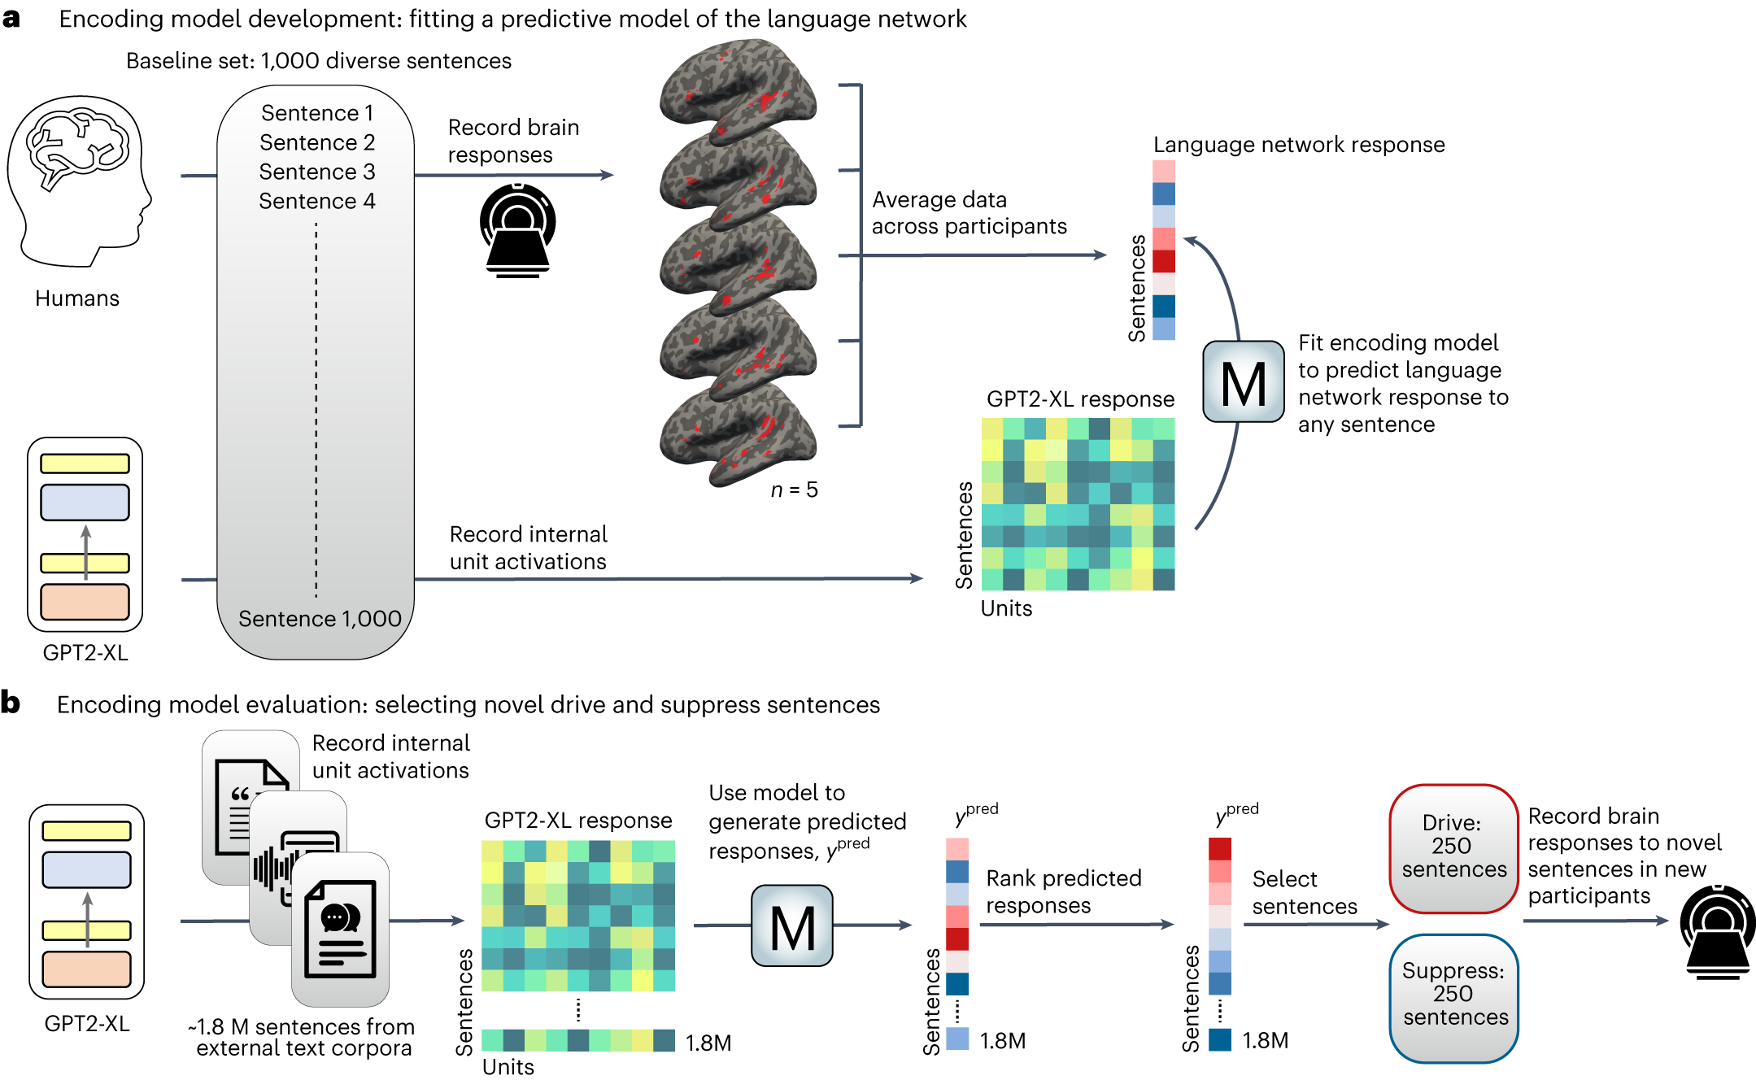 a Encoding model development: fitting a predictive model of the language network
Baseline set: 1,000 diverse sentences
Sentence 1
Sentence 2
Sentence 3
Sentence 4
Sentence 1,000
Humans
GPT2-XL
Record brain
responses
n = 5
Record internal
unit activations
Average data
across participants
Language network response
Sentences
GPT2-XL response
Sentences
Units
M
Fit encoding model
to predict language
network response to
any sentence
b Encoding model evaluation: selecting novel drive and suppress sentences
GPT2-XL
Record internal
unit activations
~1.8 M sentences from
external text corpora
GPT2-XL response
Sentences
1.8M
Units
Use model to
generate predicted
responses, y^pred
M
y^pred
Sentences
1.8M
Rank predicted
responses
y^pred
Sentences
1.8M
Select
sentences
Drive:
250
sentences
Suppress:
250
sentences
Record brain
responses to novel
sentences in new
participants